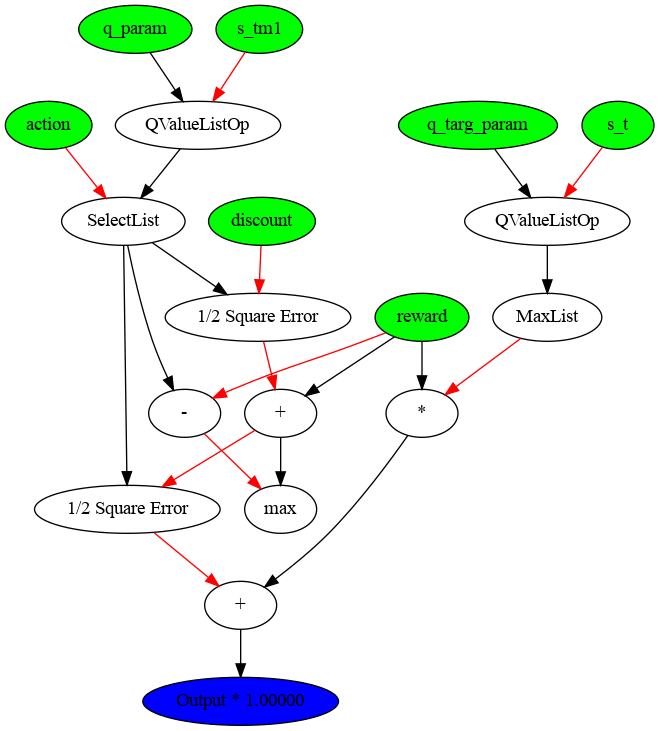 q_param
s_tm1
action
QValueListOp
q_targ_param
s_t
SelectList
discount
QValueListOp
1/2 Square Error
reward
MaxList
-
+
*
1/2 Square Error
max
+
Output * 1.00000